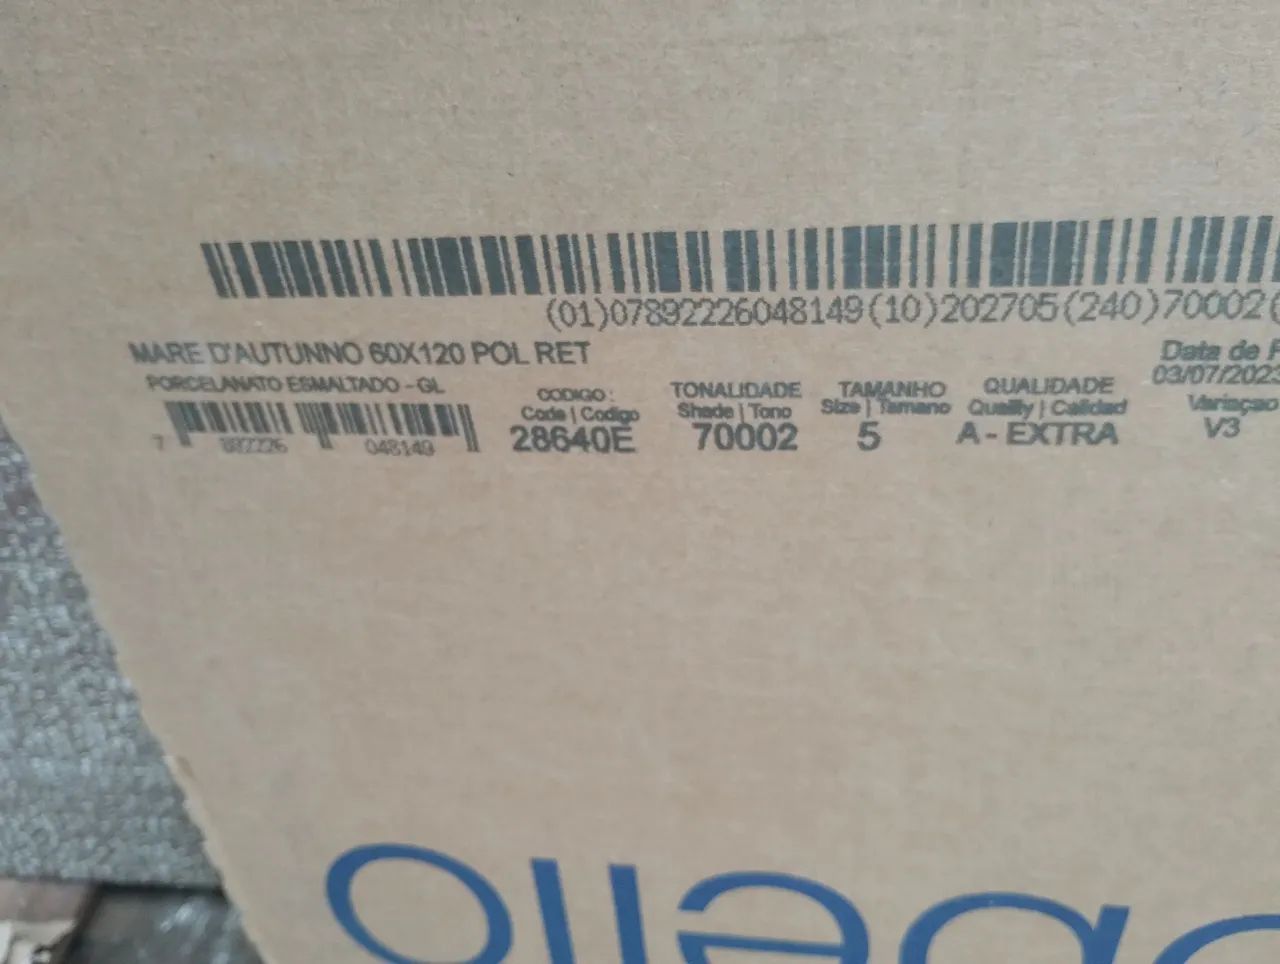 (01)07892226048149(10)202705(240)70002(
MARE D'AUTUNNO 60X120 POL RET
PORCELANATO ESMALTADO - GL
7 892226 048149
CODIGO:
Code | Codigo
28640E
TONALIDADE
Shade | Tono
70002
TAMANHO
Size | Tamano
5
QUALIDADE
Quality | Calidad
A - EXTRA
Data de F
03/07/2023
Variaçao
V3